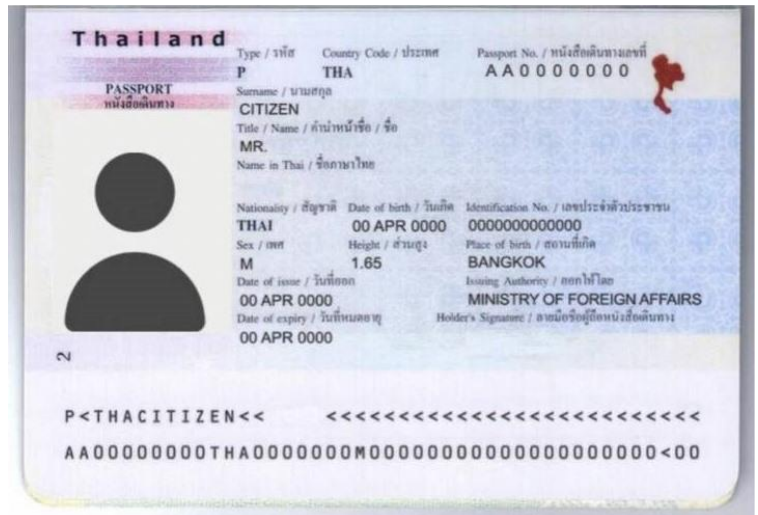 Thailand
PASSPORT
หนังสือเดินทาง
Type / รหัส Country Code / ประเทศ Passport No. / หนังสือเดินทางเลขที่
P THA AA0000000
Surname / นามสกุล
CITIZEN
Title / Name / คำนำหน้าชื่อ / ชื่อ
MR.
Name in Thai / ชื่อภาษาไทย
Nationality / สัญชาติ Date of birth / วันเกิด Identification No. / เลขประจำตัวประชาชน
THAI 00 APR 0000 0000000000000
Sex / เพศ Height / ส่วนสูง Place of birth / สถานที่เกิด
M 1.65 BANGKOK
Date of issue / วันที่ออก Issuing Authority / ออกให้โดย
00 APR 0000 MINISTRY OF FOREIGN AFFAIRS
Date of expiry / วันที่หมดอายุ Holder's Signature / ลายมือชื่อผู้ถือหนังสือเดินทาง
00 APR 0000
2
P<THACITIZEN<< <<<<<<<<<<<<<<<<<<<<<<<<<<
AA00000000THA0000000M00000000000000000000000<00